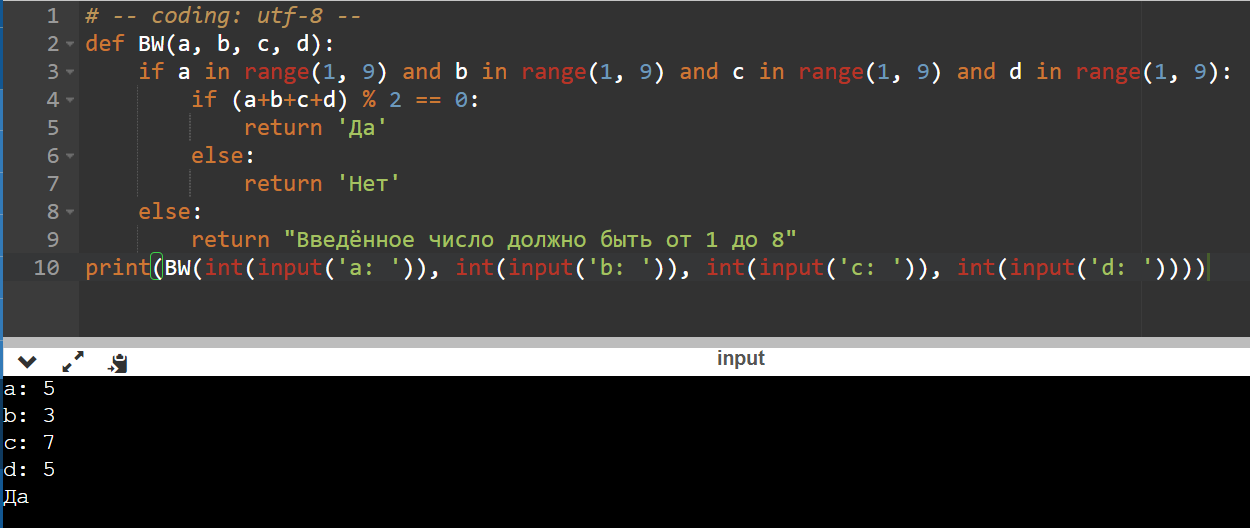 1 # -- coding: utf-8 --
2 def BW(a, b, c, d):
3 if a in range(1, 9) and b in range(1, 9) and c in range(1, 9) and d in range(1, 9):
4 if (a+b+c+d) % 2 == 0:
5 return 'Да'
6 else:
7 return 'Нет'
8 else:
9 return "Введённое число должно быть от 1 до 8"
10 print(BW(int(input('a: ')), int(input('b: ')), int(input('c: ')), int(input('d: '))))
input
a: 5
b: 3
c: 7
d: 5
Да